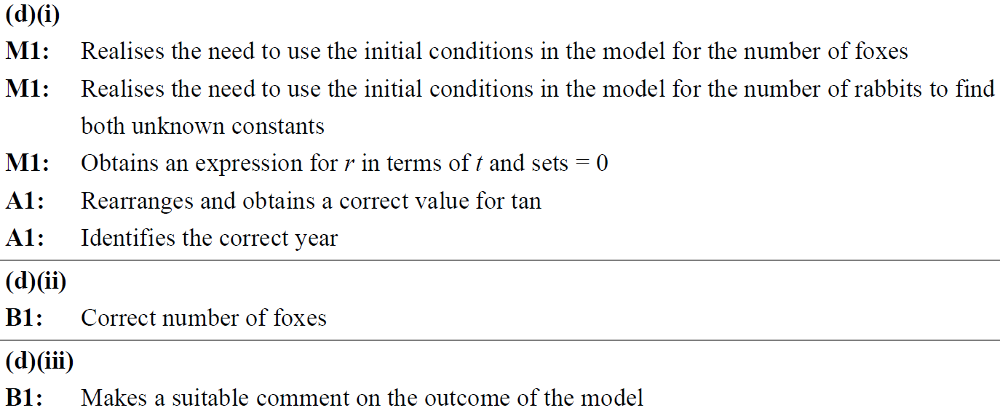 (d)(i)
M1: Realises the need to use the initial conditions in the model for the number of foxes
M1: Realises the need to use the initial conditions in the model for the number of rabbits to find
both unknown constants
M1: Obtains an expression for r in terms of t and sets = 0
A1: Rearranges and obtains a correct value for tan
A1: Identifies the correct year
(d)(ii)
B1: Correct number of foxes
(d)(iii)
B1: Makes a suitable comment on the outcome of the model